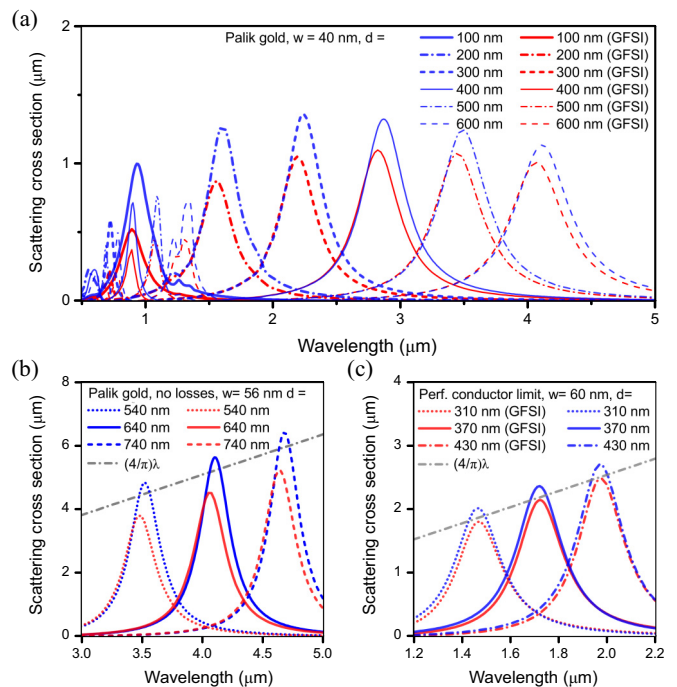 (a)
Palik gold, w = 40 nm, d =
100 nm 100 nm (GFSI)
200 nm 200 nm (GFSI)
300 nm 300 nm (GFSI)
400 nm 400 nm (GFSI)
500 nm 500 nm (GFSI)
600 nm 600 nm (GFSI)
Scattering cross section (μm)
2
1
0
1 2 3 4 5
Wavelength (μm)
(b)
Palik gold, no losses, w= 56 nm d =
540 nm 540 nm
640 nm 640 nm
740 nm 740 nm
(4/π)λ
Scattering cross section (μm)
8
6
4
2
0
3.0 3.5 4.0 4.5 5.0
Wavelength (μm)
(c)
Perf. conductor limit, w= 60 nm, d=
310 nm (GFSI) 310 nm
370 nm (GFSI) 370 nm
430 nm (GFSI) 430 nm
(4/π)λ
Scattering cross section (μm)
4
3
2
1
0
1.2 1.4 1.6 1.8 2.0 2.2
Wavelength (μm)